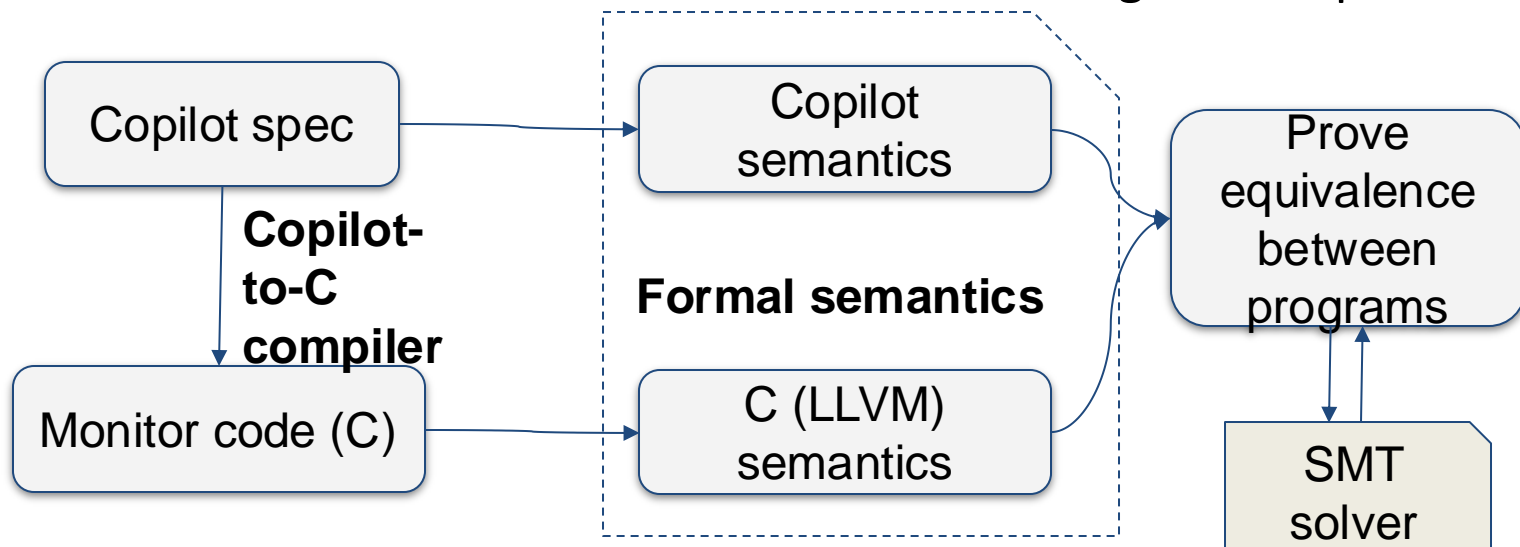 Copilot spec
Copilot
semantics
Prove
equivalence
between
programs
Copilot-
to-C
compiler
Formal semantics
Monitor code (C)
C (LLVM)
semantics
SMT
solver